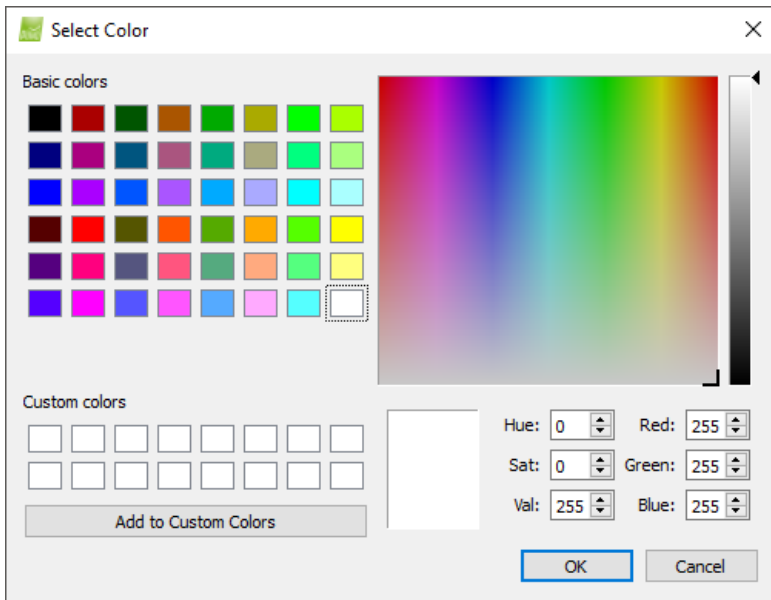 Select Color
Basic colors
Custom colors
Add to Custom Colors
Hue: 0 Red: 255
Sat: 0 Green: 255
Val: 255 Blue: 255
OK Cancel